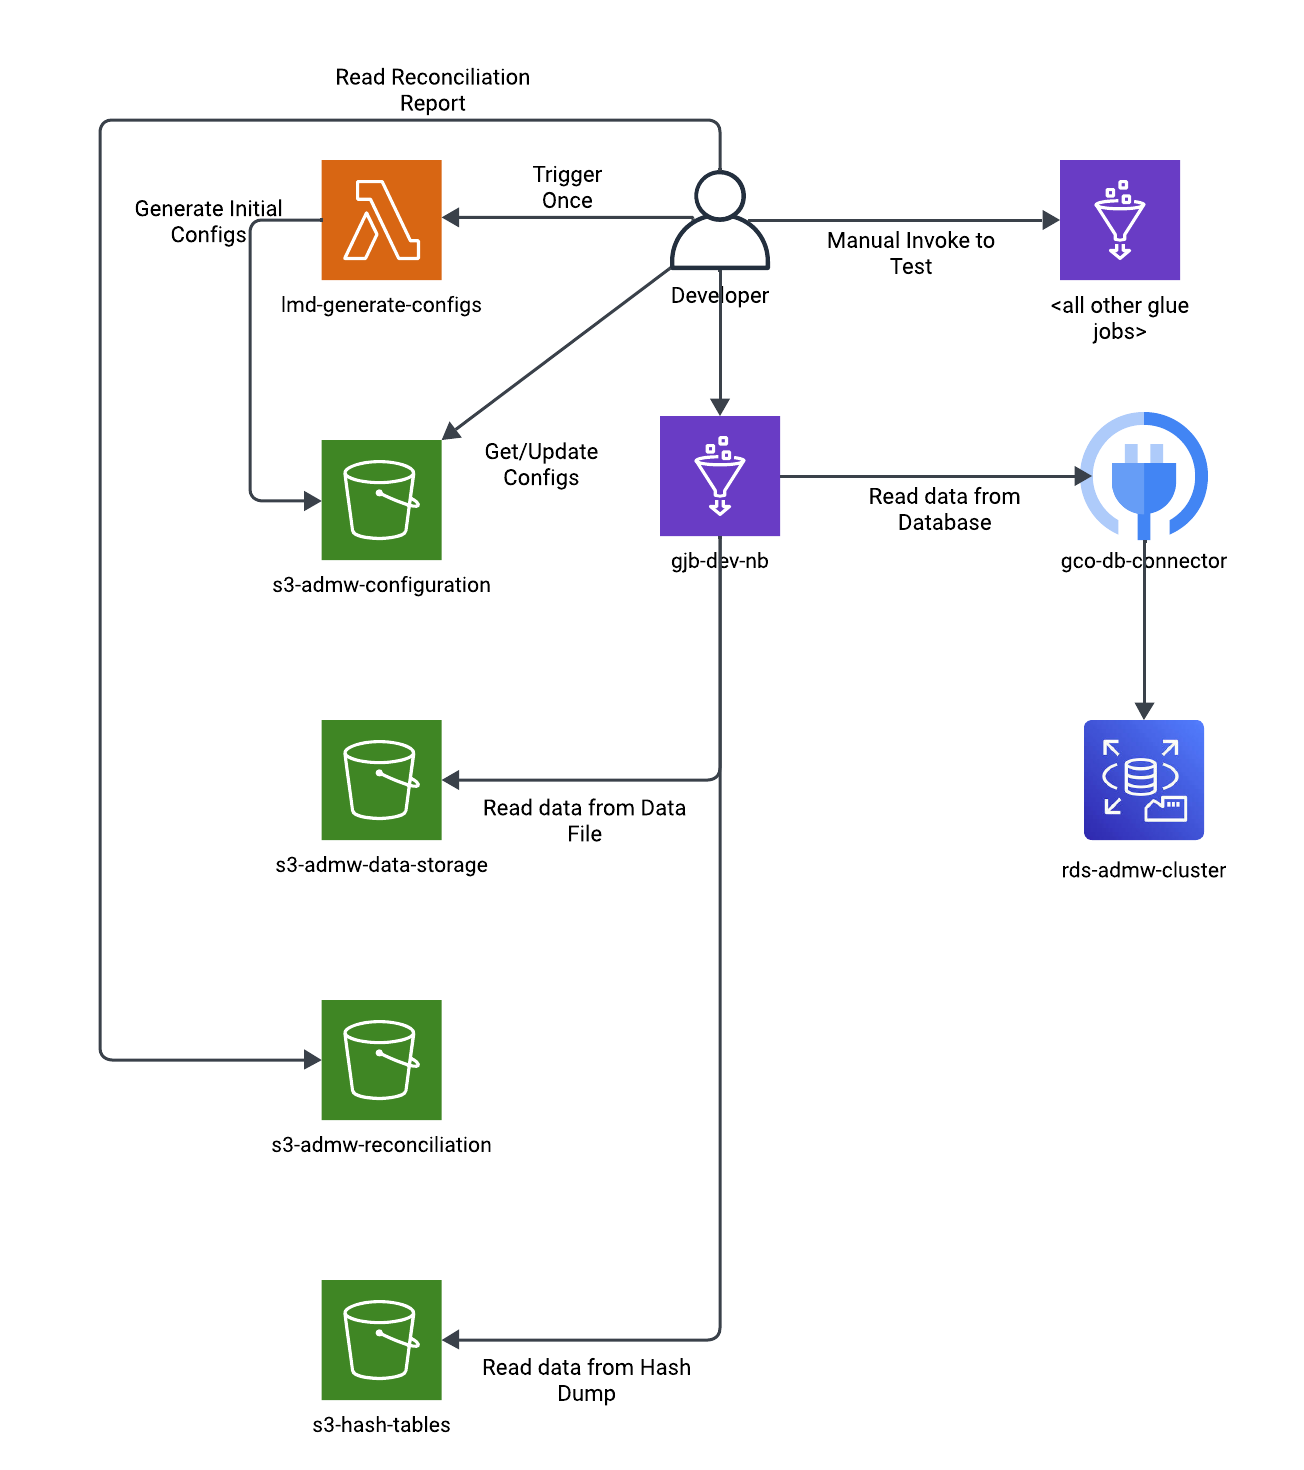 Read Reconciliation
Report
Trigger
Once
Generate Initial
Configs
Manual Invoke to
Test
lmd-generate-configs
Developer
<all other glue
jobs>
Get/Update
Configs
Read data from
Database
s3-admw-configuration
gjb-dev-nb
gco-db-connector
Read data from Data
File
s3-admw-data-storage
rds-admw-cluster
s3-admw-reconciliation
Read data from Hash
Dump
s3-hash-tables